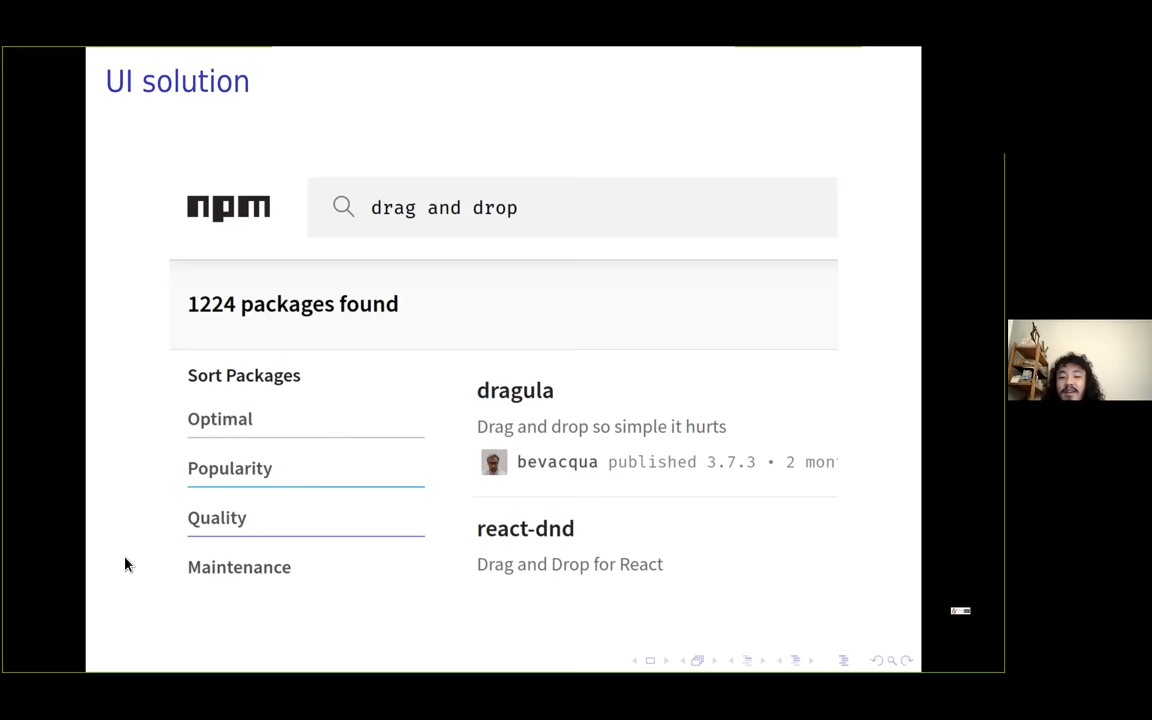 UI solution
npm
drag and drop
1224 packages found
Sort Packages
Optimal
Popularity
Quality
Maintenance
dragula
Drag and drop so simple it hurts
bevacqua published 3.7.3 • 2 mon
react-dnd
Drag and Drop for React